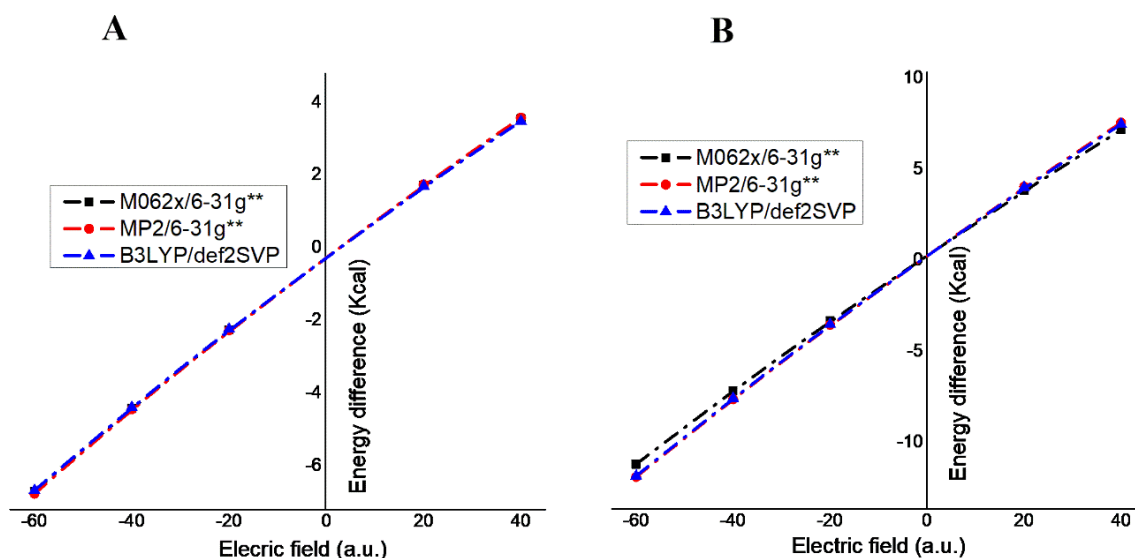 A
4
2
0
-2
-4
-6
M062x/6-31g**
MP2/6-31g**
B3LYP/def2SVP
Energy difference (Kcal)
-60 -40 -20 0 20 40
Elecric field (a.u.)
B
10
5
0
-5
-10
M062x/6-31g**
MP2/6-31g**
B3LYP/def2SVP
Energy difference (Kcal)
-60 -40 -20 0 20 40
Electric field (a.u.)